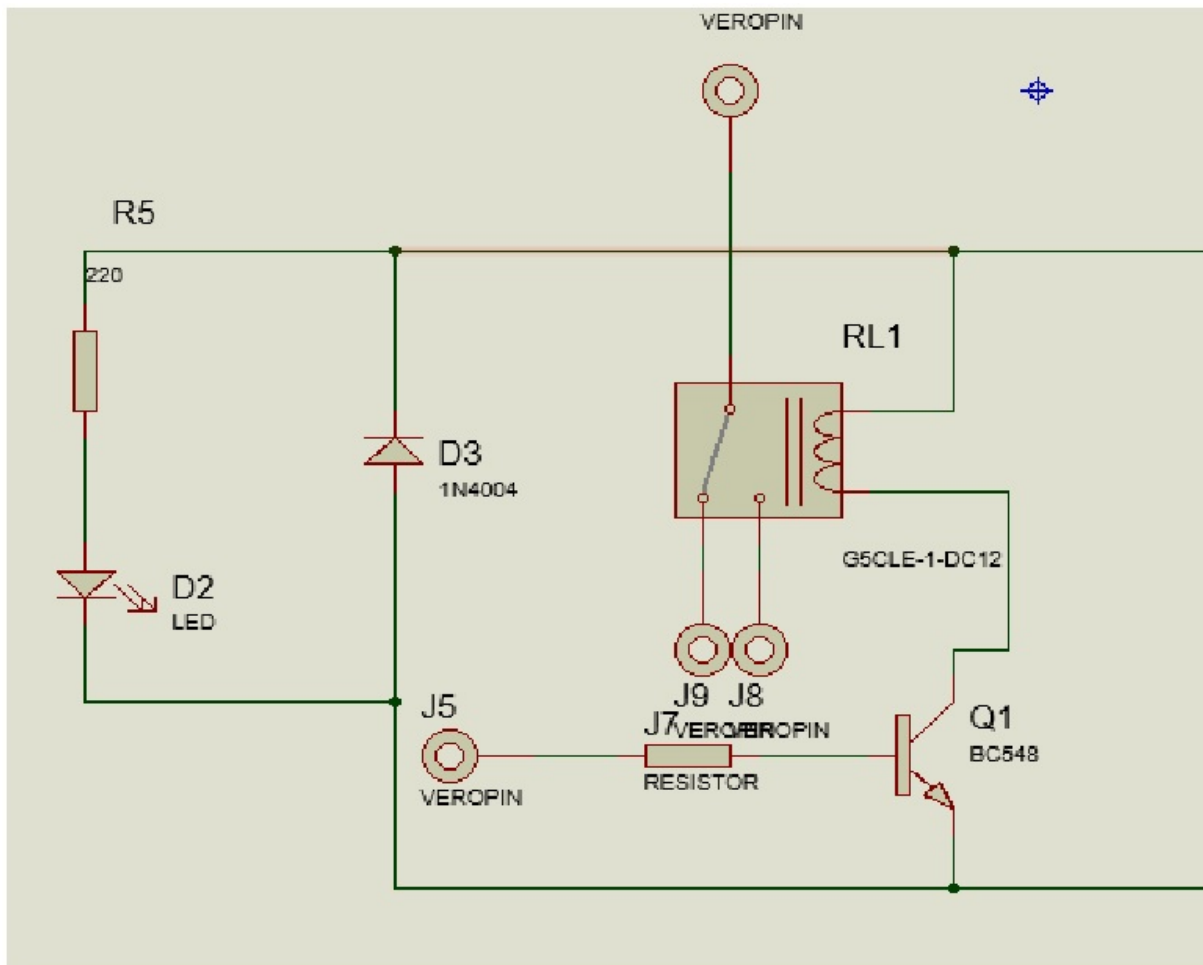 VEROPIN
R5
220
RL1
D3
1N4004
G5CLE-1-DC12
D2
LED
J9 J8
J5
J7
VEROPIN
Q1
BC548
RESISTOR
VEROPIN